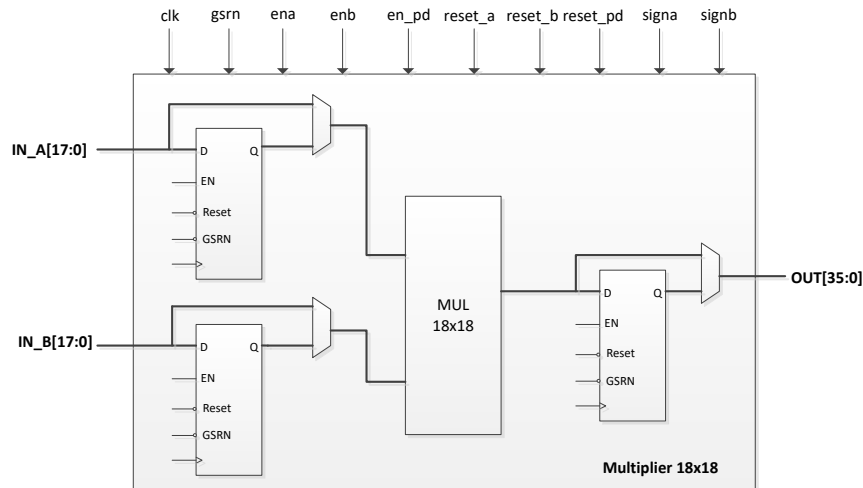 clk gsrn ena enb en_pd reset_a reset_b reset_pd signa signb
IN_A[17:0]
D Q
EN
Reset
GSRN
IN_B[17:0]
D Q
EN
Reset
GSRN
MUL
18x18
D Q
EN
Reset
GSRN
OUT[35:0]
Multiplier 18x18